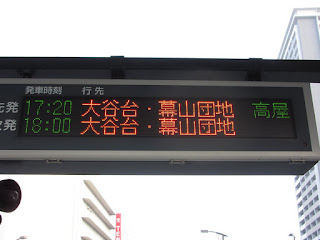 発車時刻 行先
先発 17:20 大谷台・幕山団地 高屋
次発 18:00 大谷台・幕山団地